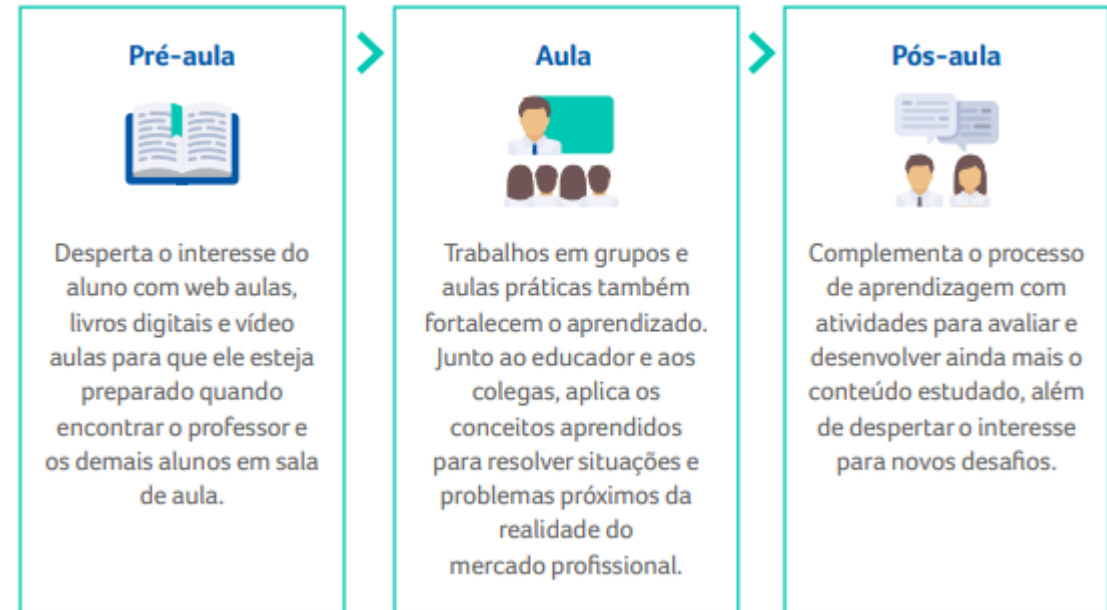 Pré-aula
Desperta o interesse do
aluno com web aulas,
livros digitais e vídeo
aulas para que ele esteja
preparado quando
encontrar o professor e
os demais alunos em sala
de aula.
Aula
Trabalhos em grupos e
aulas práticas também
fortalecem o aprendizado.
Junto ao educador e aos
colegas, aplica os
conceitos aprendidos
para resolver situações e
problemas próximos da
realidade do
mercado profissional.
Pós-aula
Complementa o processo
de aprendizagem com
atividades para avaliar e
desenvolver ainda mais o
conteúdo estudado, além
de despertar o interesse
para novos desafios.